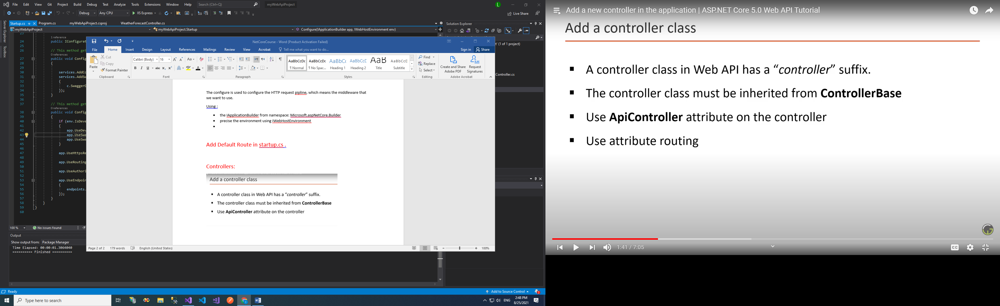 File Edit View Git Project Build Debug Test Analyze Tools Extensions Window Help Search (Ctrl+Q) myWebApiProject
Debug Any CPU IIS Express Live Share
Startup.cs Program.cs myWebApiProject.csproj WeatherForecastController.cs
myWebApiProject myWebApiProject.Startup Configure(IApplicationBuilder app, IWebHostEnvironment env)
Server Explorer
Toolbox
23
1 reference
24 public IConfigurat
25
26 // This method get
0 references
27 public void Config
28 {
29
30 services.AddCo
31 services.AddSw
32 {
33 c.SwaggerD
34 });
35 }
36
37 // This method get
0 references
38 public void Config
39 {
40 if (env.IsDeve
41 {
42 app.UseDev
43 app.UseSwa
44 app.UseSwa
45 }
46
47 app.UseHttpsRe
48
49 app.UseRouting
50
51 app.UseAuthori
52
53 app.UseEndpoin
54 {
55 endpoints.
56 });
57 }
58 }
59 }
60
100 % No issues found
Output
Show output from: Package Manager
Time Elapsed: 00:00:01.3064040
========== Finished ==========
Ready Add to Source Control 3
Solution Explorer
t' (1 of 1 project)
Controller.cs
NetCoreCourse - Word (Product Activation Failed)
File Home Insert Design Layout References Mailings Review View Acrobat Tell me what you want to do... Sign in Share
Paste Cut
Copy
Format Painter
Clipboard
Calibri (Body) 16
Font
Paragraph
AaBbCcDc AaBbCcDc AaBbCc AaBbCcE AaB AaBbCcD
¶ Normal ¶ No Spac... Heading 1 Heading 2 Title Subtitle
Styles
Find
Replace
Select
Editing
Create and Share Adobe PDF
Request Signatures
Adobe Acrobat
The configure is used to configure the HTTP request pipline, which means the middleware that
we want to use.
Using :
• the IApplicationBuilder from namespace: Microsoft.aspNetCore.Builder
• precise the environment using IWebHostEnvironment
•
Add Default Route in startup.cs .
Controllers:
Add a controller class
▪ A controller class in Web API has a “controller” suffix.
▪ The controller class must be inherited from ControllerBase
▪ Use ApiController attribute on the controller
Page 2 of 2 179 words English (United States) 100%
Type here to search
ENG 2:48 PM
8/25/2021
Add a new controller in the application | ASP.NET Core 5.0 Web API Tutorial
Add a controller class
▪ A controller class in Web API has a “controller” suffix.
▪ The controller class must be inherited from ControllerBase
▪ Use ApiController attribute on the controller
▪ Use attribute routing
1:41 / 7:05
CC